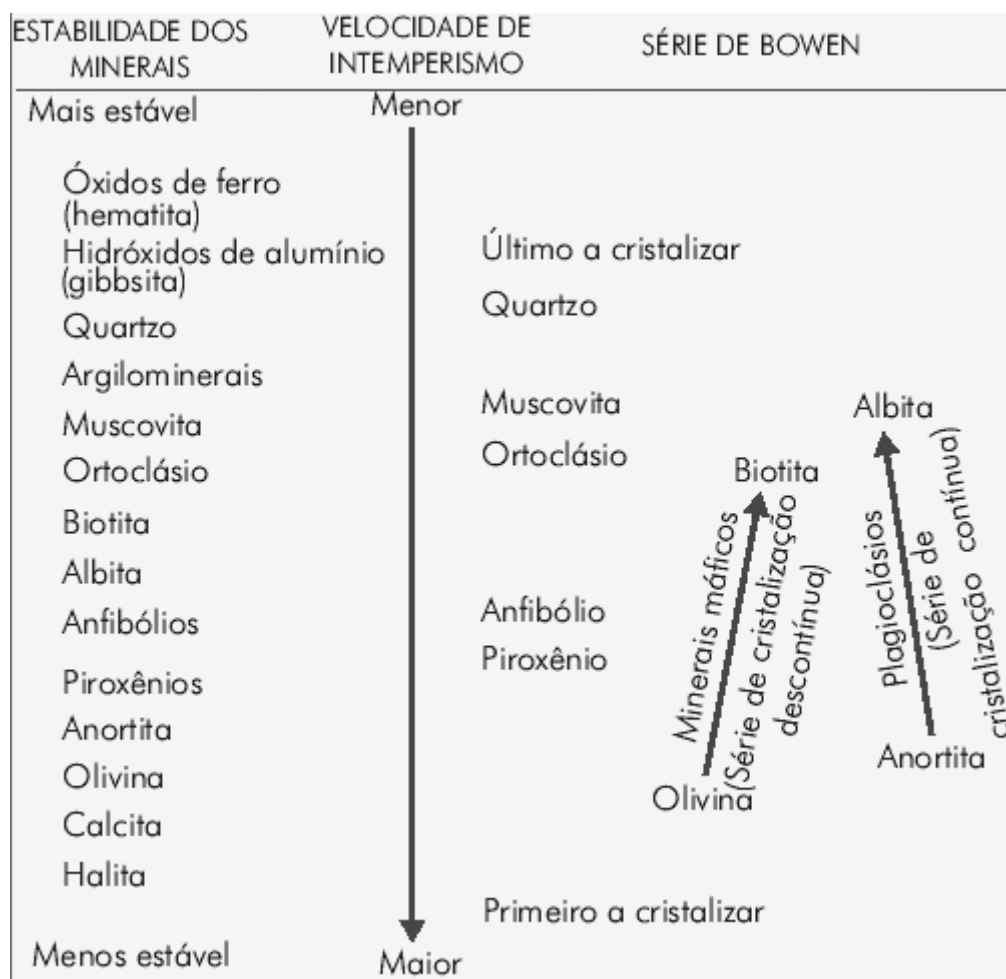 ESTABILIDADE DOS
MINERAIS
VELOCIDADE DE
INTEMPERISMO
SÉRIE DE BOWEN
Mais estável
Menor
Óxidos de ferro
(hematita)
Hidróxidos de alumínio
(gibbsita)
Quartzo
Argilominerais
Muscovita
Ortoclásio
Biotita
Albita
Anfibólios
Piroxênios
Anortita
Olivina
Calcita
Halita
Menos estável
Maior
Último a cristalizar
Quartzo
Muscovita
Ortoclásio
Anfibólio
Piroxênio
Primeiro a cristalizar
Biotita
Minerais máficos
(Série de cristalização
descontínua)
Olivina
Albita
Plagioclásios
(Série de
cristalização contínua)
Anortita